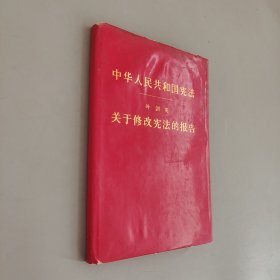 中华人民共和国宪法
叶剑英
关于修改宪法的报告